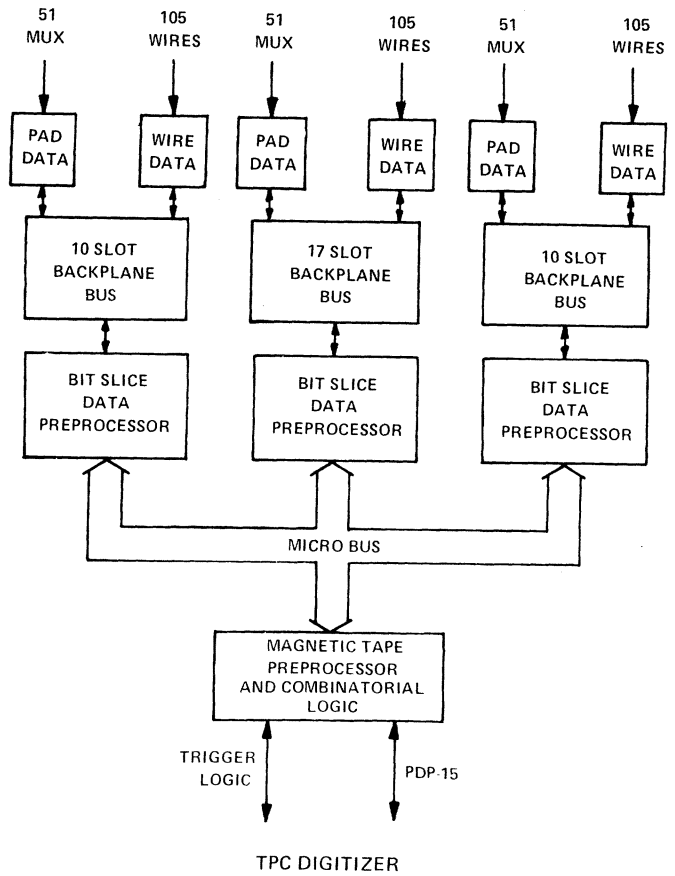 51
MUX
105
WIRES
51
MUX
105
WIRES
51
MUX
105
WIRES
PAD
DATA
WIRE
DATA
PAD
DATA
WIRE
DATA
PAD
DATA
WIRE
DATA
10 SLOT
BACKPLANE
BUS
17 SLOT
BACKPLANE
BUS
10 SLOT
BACKPLANE
BUS
BIT SLICE
DATA
PREPROCESSOR
BIT SLICE
DATA
PREPROCESSOR
BIT SLICE
DATA
PREPROCESSOR
MICRO BUS
MAGNETIC TAPE
PREPROCESSOR
AND COMBINATORIAL
LOGIC
TRIGGER
LOGIC
PDP-15
TPC DIGITIZER